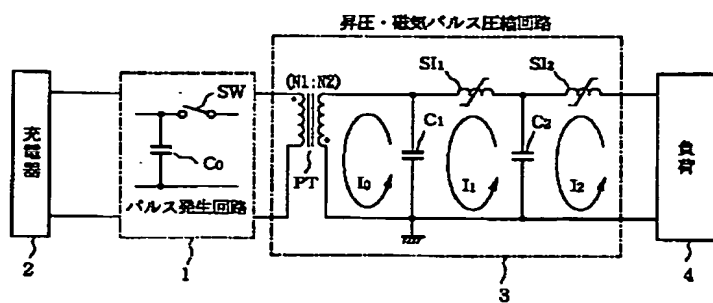 昇圧・磁気パルス圧縮回路
SI1
SI2
(N1:N2)
SW
充電器
C0
C1
C2
PT
I0
I1
I2
パルス発生回路
負荷
2
1
3
4